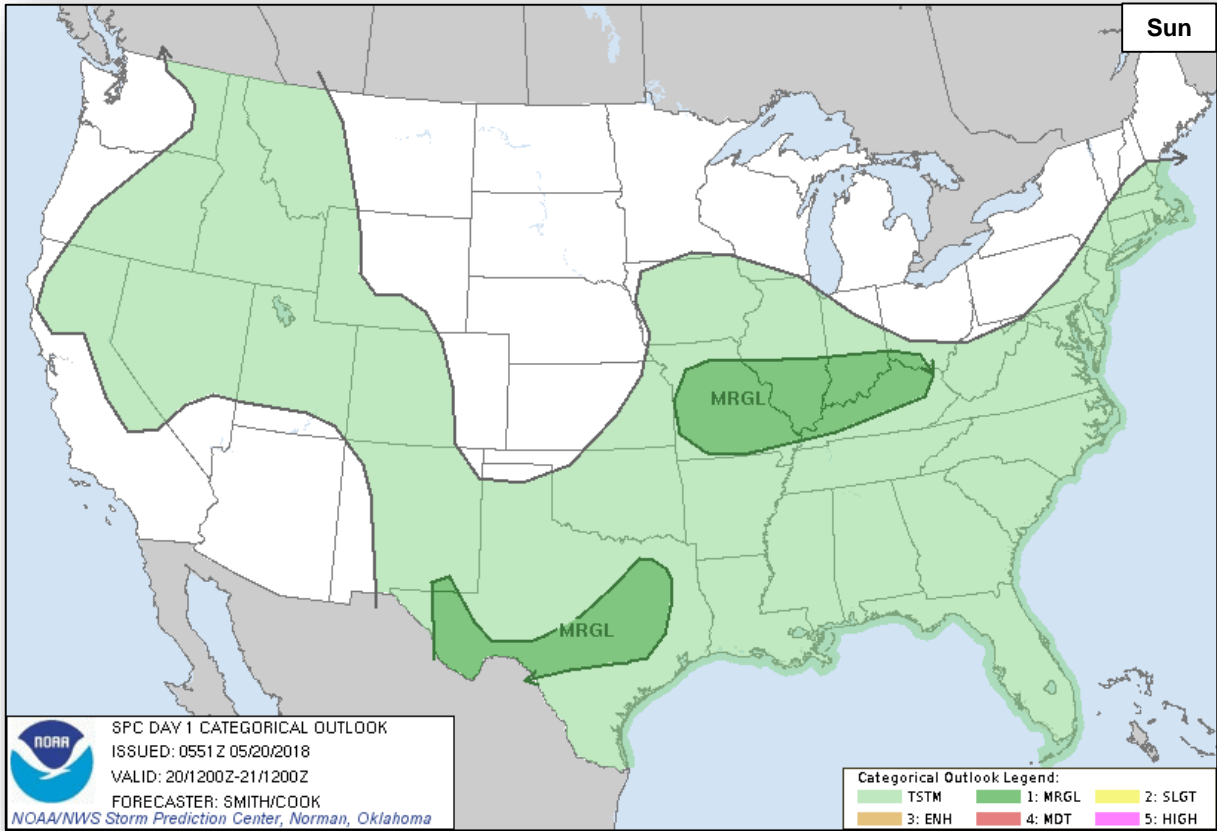 Sun
MRGL
MRGL
NOAA
SPC DAY 1 CATEGORICAL OUTLOOK
ISSUED: 0551Z 05/20/2018
VALID: 20/1200Z-21/1200Z
FORECASTER: SMITH/COOK
NOAA/NWS Storm Prediction Center, Norman, Oklahoma
Categorical Outlook Legend:
TSTM 1: MRGL 2: SLGT
3: ENH 4: MDT 5: HIGH